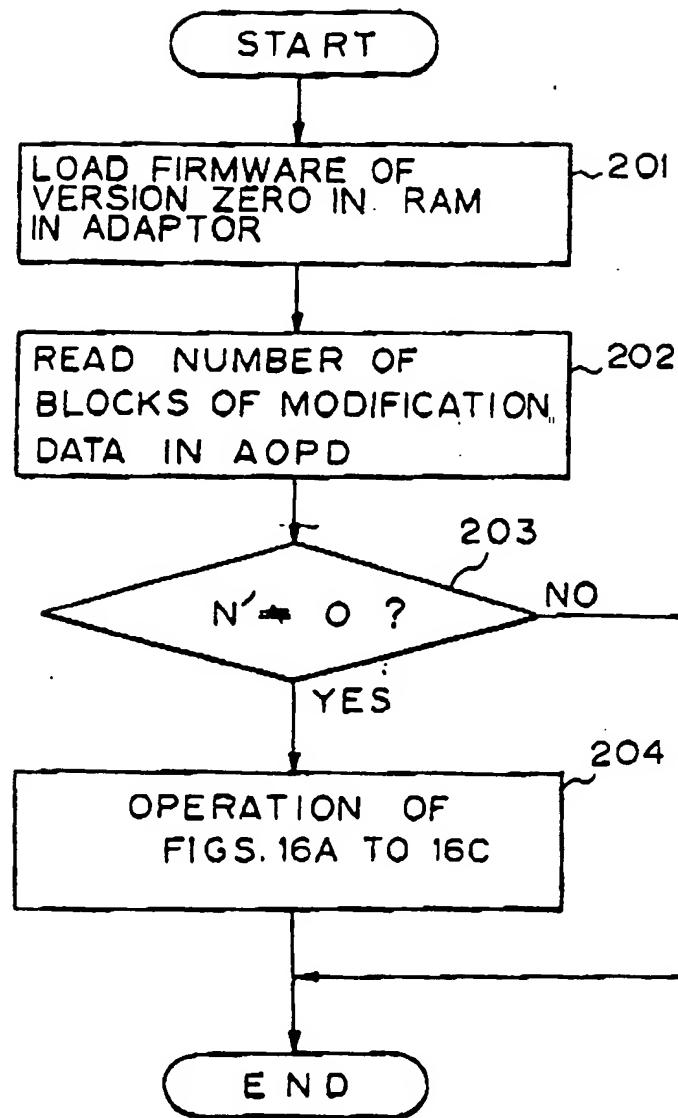 START
LOAD FIRMWARE OF
VERSION ZERO IN RAM
IN ADAPTOR
201
READ NUMBER OF
BLOCKS OF MODIFICATION
DATA IN AOPD
202
203
N' ≠ 0 ?
NO
YES
204
OPERATION OF
FIGS. 16A TO 16C
END